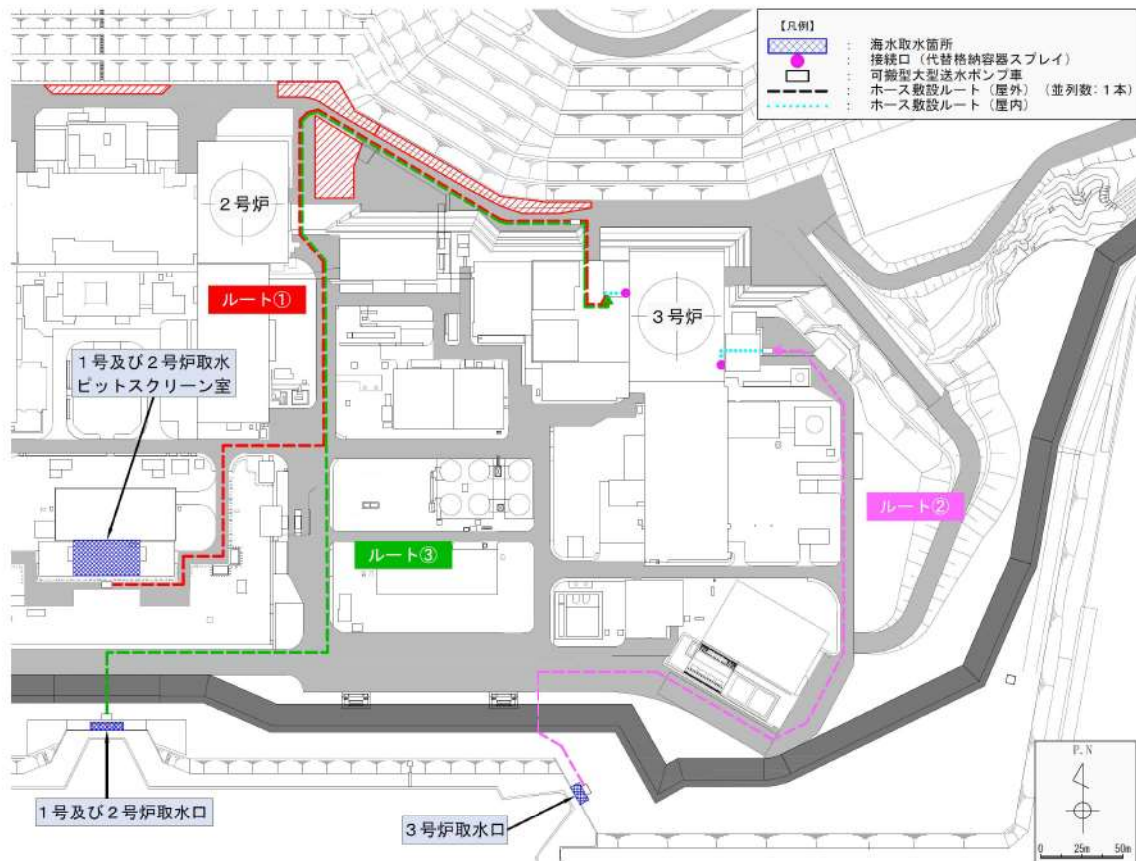 【凡例】
： 海水取水箇所
： 接続口（代替格納容器スプレイ）
： 可搬型大型送水ポンプ車
： ホース敷設ルート（屋外）（並列数：１本）
： ホース敷設ルート（屋内）
２号炉
ルート①
３号炉
１号及び２号炉取水
ピットスクリーン室
ルート②
ルート③
１号及び２号炉取水口
３号炉取水口
P.N
0 25m 50m